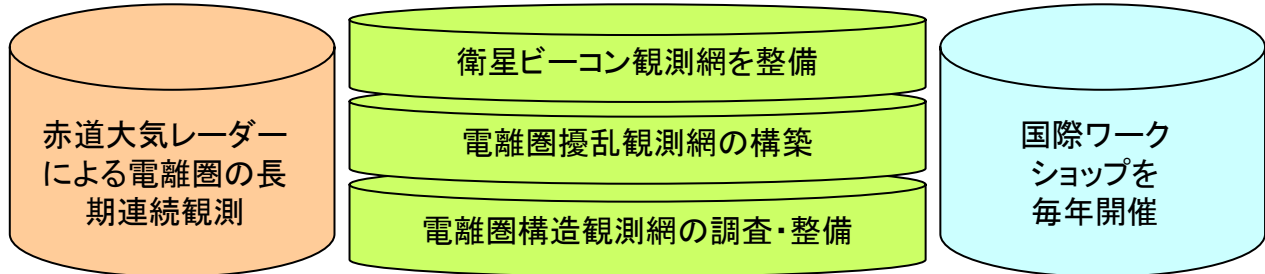 赤道大気レーダー
による電離圏の長
期連続観測
衛星ビーコン観測網を整備
電離圏擾乱観測網の構築
電離圏構造観測網の調査・整備
国際ワーク
ショップを
毎年開催